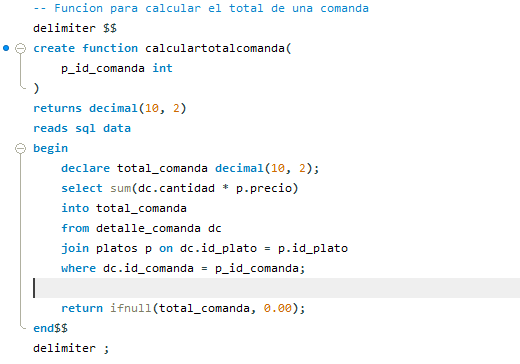 -- Funcion para calcular el total de una comanda
delimiter $$
create function calculartotalcomanda(
    p_id_comanda int
)
returns decimal(10, 2)
reads sql data
begin
    declare total_comanda decimal(10, 2);
    select sum(dc.cantidad * p.precio)
    into total_comanda
    from detalle_comanda dc
    join platos p on dc.id_plato = p.id_plato
    where dc.id_comanda = p_id_comanda;

    return ifnull(total_comanda, 0.00);
end$$
delimiter ;